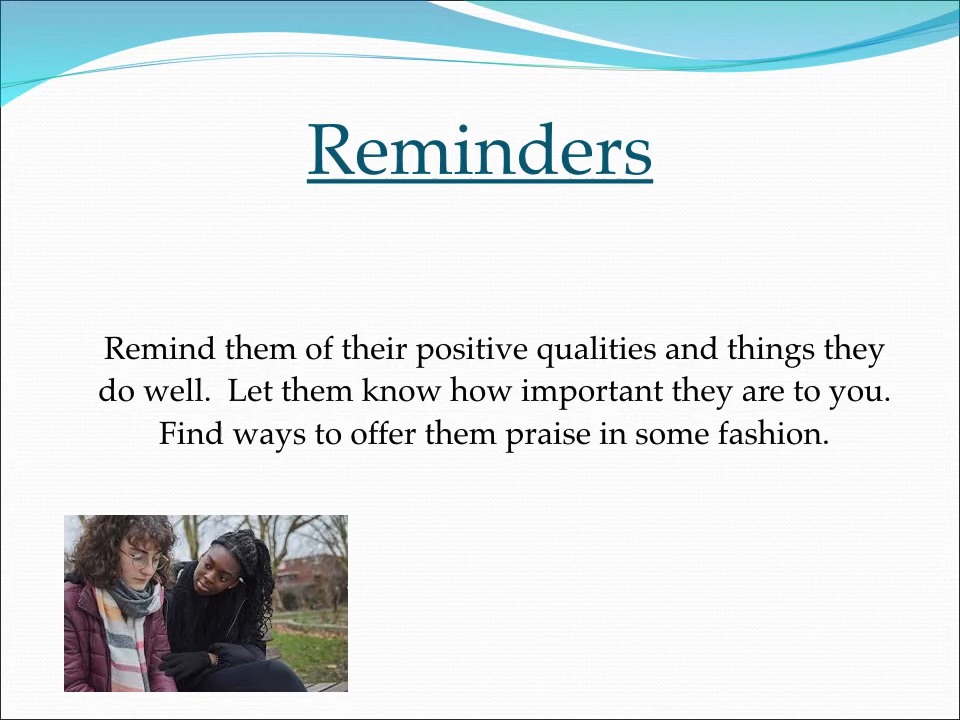 Reminders
Remind them of their positive qualities and things they
do well.  Let them know how important they are to you.
Find ways to offer them praise in some fashion.